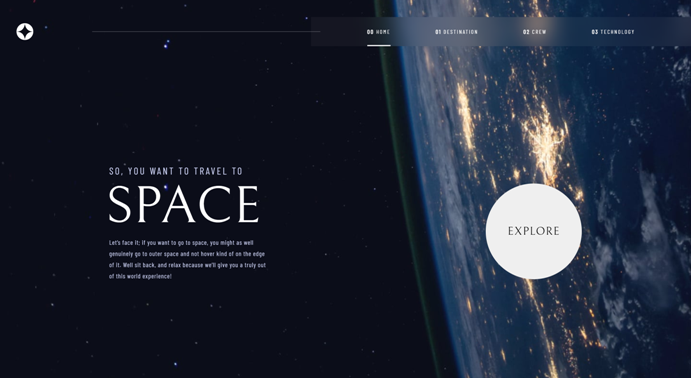 00 HOME
01 DESTINATION
02 CREW
03 TECHNOLOGY
SO, YOU WANT TO TRAVEL TO
SPACE
Let's face it; if you want to go to space, you might as well
genuinely go to outer space and not hover kind of on the edge
of it. Well sit back, and relax because we'll give you a truly out
of this world experience!
EXPLORE